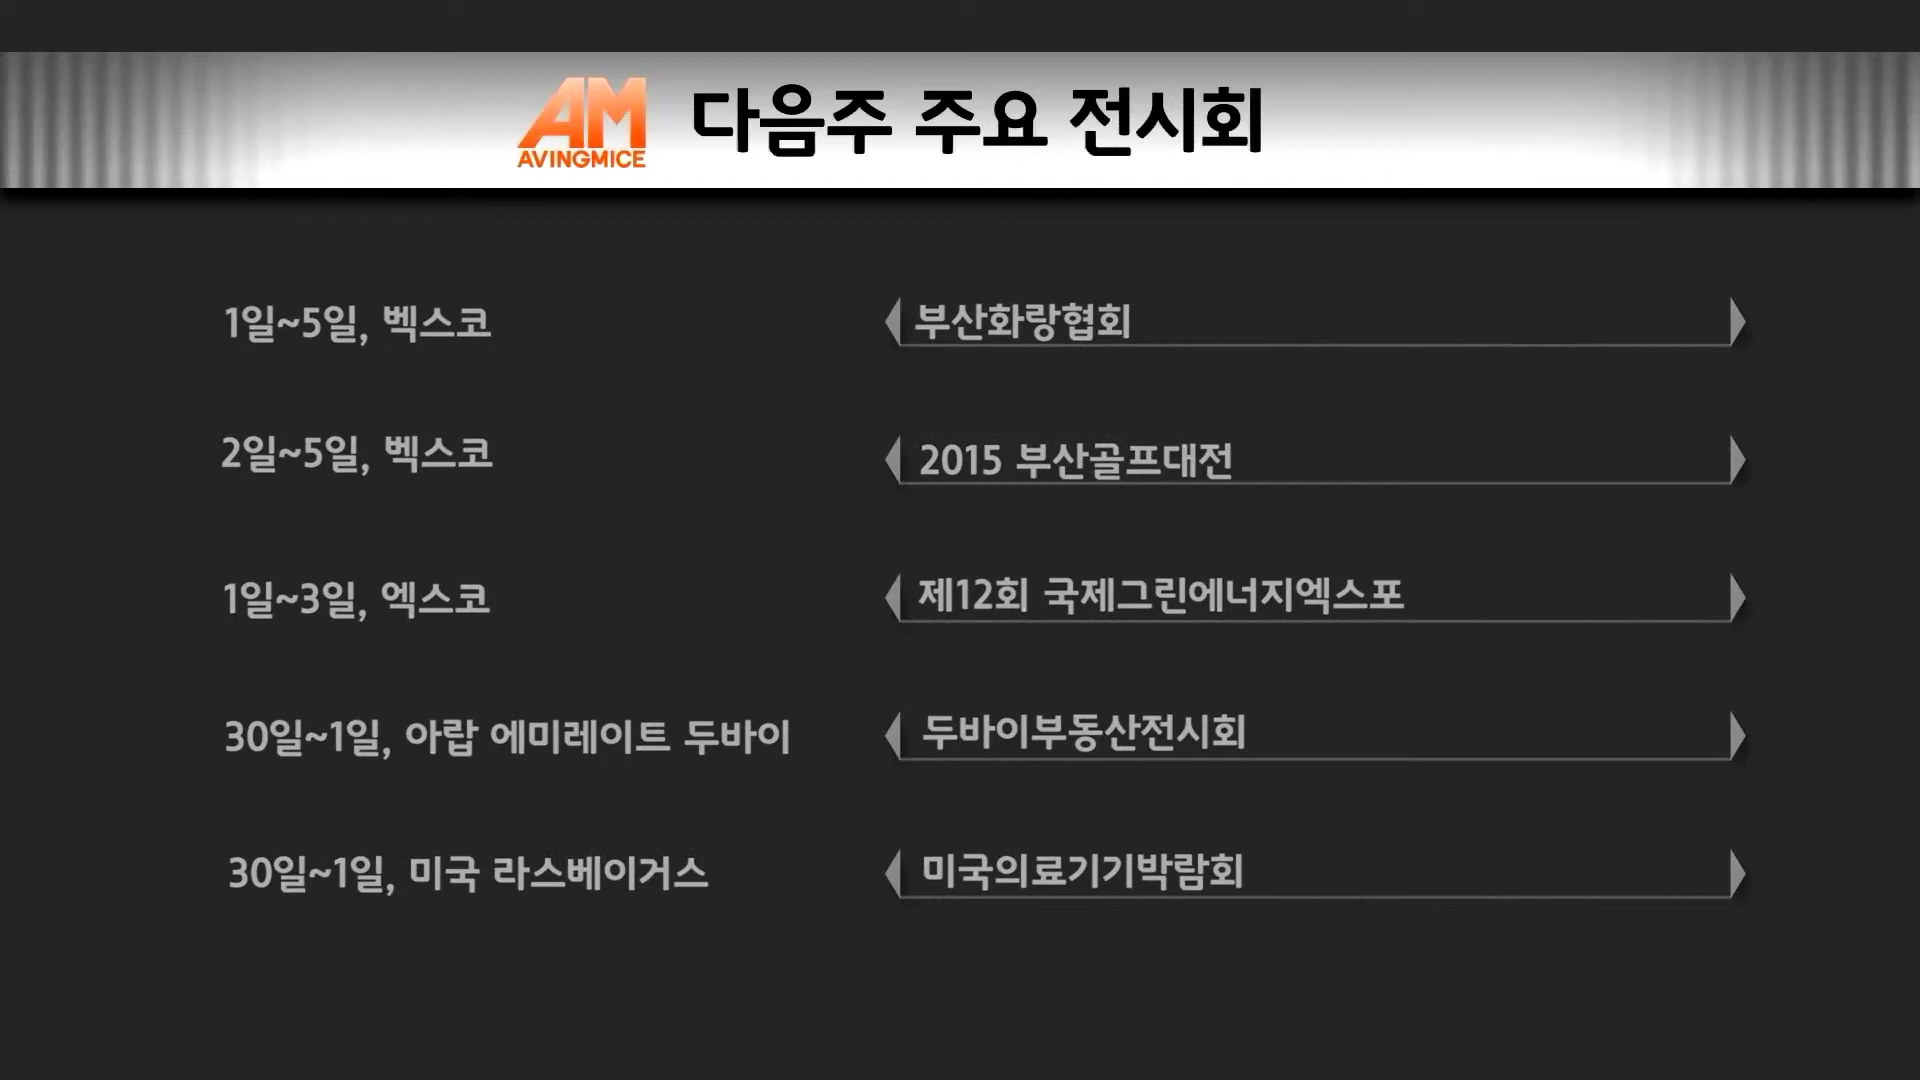 AM
AVINGMICE
다음주 주요 전시회
1일~5일, 벡스코
부산화랑협회
2일~5일, 벡스코
2015 부산골프대전
1일~3일, 엑스코
제12회 국제그린에너지엑스포
30일~1일, 아랍 에미레이트 두바이
두바이부동산전시회
30일~1일, 미국 라스베이거스
미국의료기기박람회